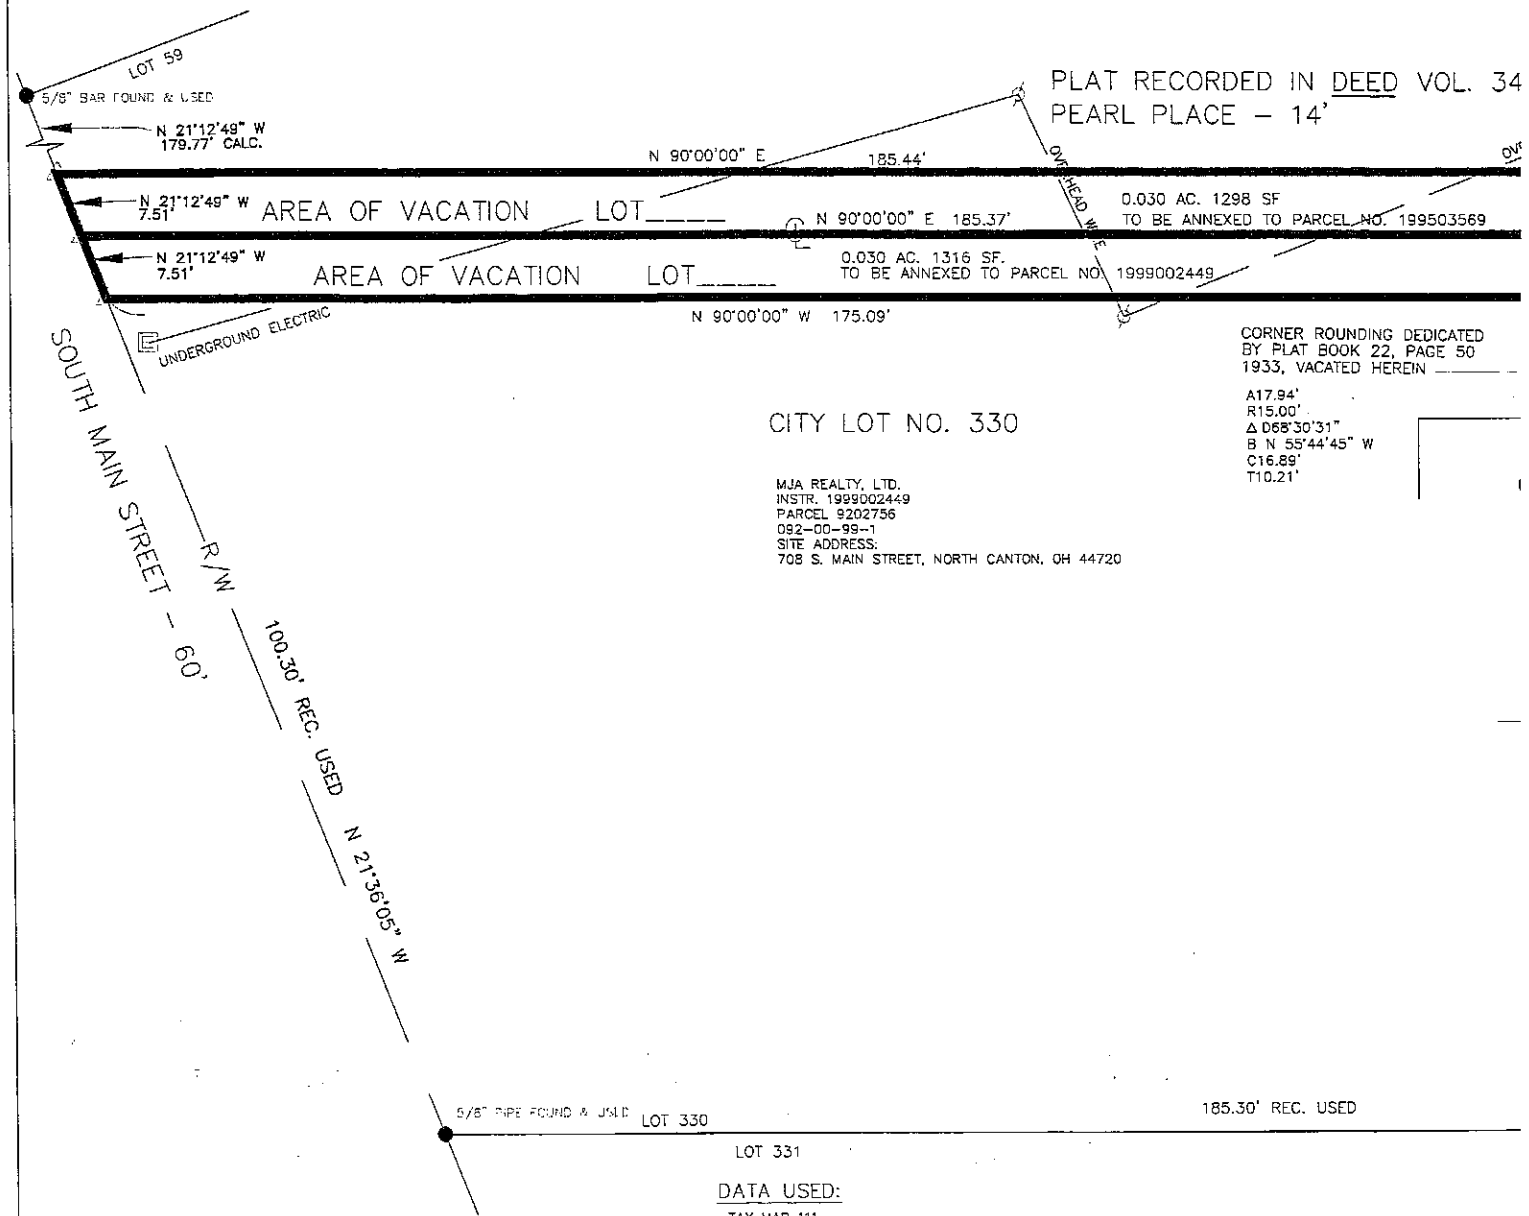 LOT 59
5/8" BAR FOUND & USED
PLAT RECORDED IN DEED VOL. 34
PEARL PLACE - 14'
N 21°12'49" W
179.77' CALC.
N 90°00'00" E 185.44'
OVERHEAD WIRE
N 21°12'49" W
7.51'
AREA OF VACATION LOT____
N 90°00'00" E 185.37'
0.030 AC. 1298 SF
TO BE ANNEXED TO PARCEL NO. 199503569
N 21°12'49" W
7.51'
AREA OF VACATION LOT____
0.030 AC. 1316 SF.
TO BE ANNEXED TO PARCEL NO. 1999002449
N 90°00'00" W 175.09'
UNDERGROUND ELECTRIC
CORNER ROUNDING DEDICATED
BY PLAT BOOK 22, PAGE 50
1933, VACATED HEREIN
A17.94'
R15.00'
Δ D68°30'31"
B N 55°44'45" W
C16.89'
T10.21'
SOUTH MAIN STREET - 60'
R/W
CITY LOT NO. 330
MJA REALTY, LTD.
INSTR. 1999002449
PARCEL 9202756
092-00-99-1
SITE ADDRESS:
708 S. MAIN STREET, NORTH CANTON, OH 44720
100.30' REC. USED N 21°36'05" W
5/8" PIPE FOUND & USED
LOT 330
185.30' REC. USED
LOT 331
DATA USED: